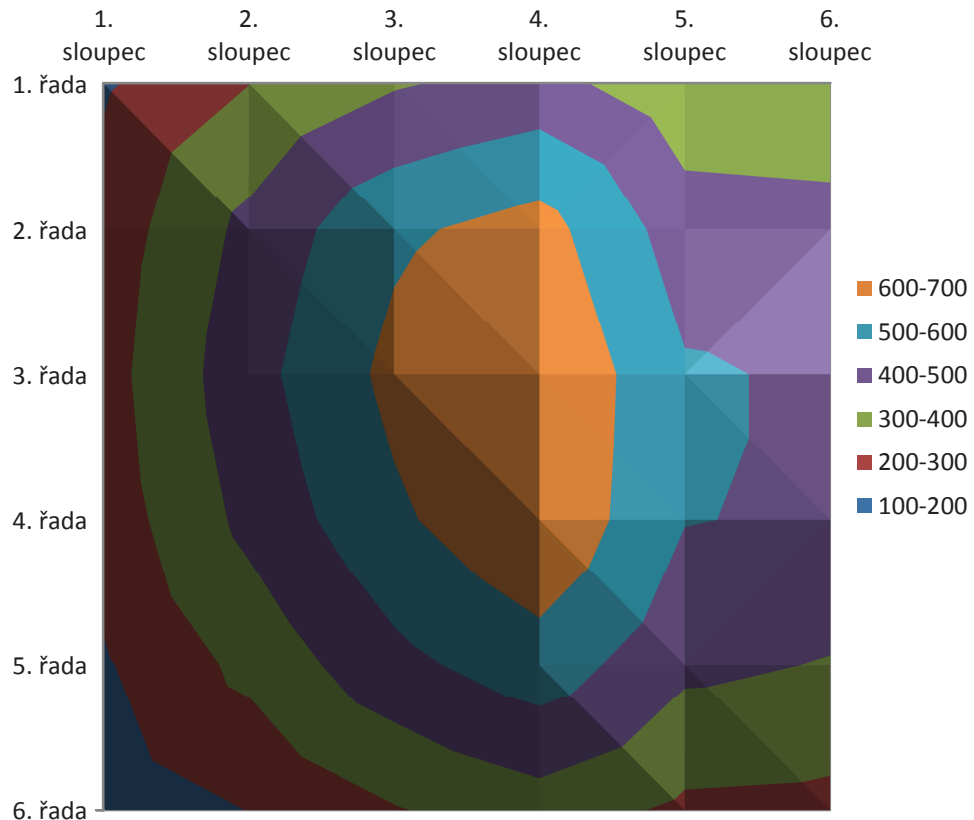 1. sloupec
2. sloupec
3. sloupec
4. sloupec
5. sloupec
6. sloupec
1. řada
2. řada
3. řada
4. řada
5. řada
6. řada
600-700
500-600
400-500
300-400
200-300
100-200